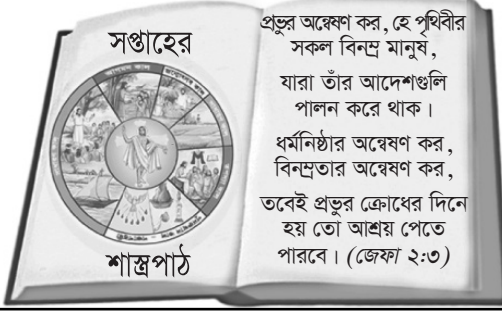 সপ্তাহের
শাস্ত্রপাঠ
প্রভুর অন্বেষণ কর, হে পৃথিবীর
সকল বিনম্র মানুষ,
যারা তাঁর আদেশগুলি
পালন করে থাক।
ধর্মনিষ্ঠার অন্বেষণ কর,
বিনম্রতার অন্বেষণ কর,
তবেই প্রভুর ক্রোধের দিনে
হয় তো আশ্রয় পেতে
পারবে। (জেফা ২:৩)